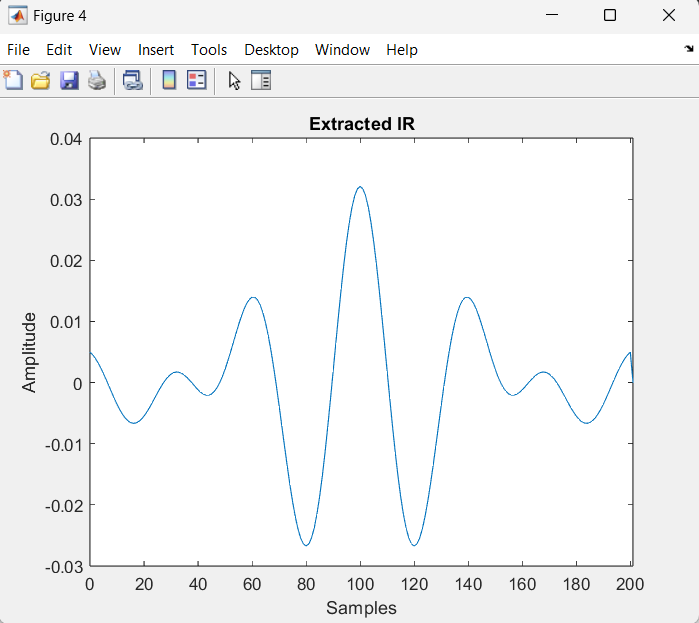 Figure 4
File Edit View Insert Tools Desktop Window Help
Extracted IR
0.04
0.03
0.02
0.01
0
-0.01
-0.02
-0.03
Amplitude
0 20 40 60 80 100 120 140 160 180 200
Samples